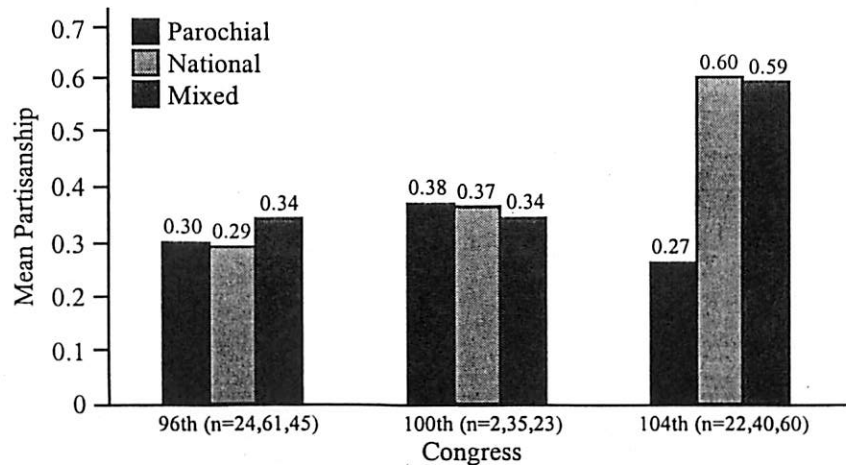 0.7
0.6
0.5
0.4
0.3
0.2
0.1
0
Mean Partisanship
Parochial
National
Mixed
0.30
0.29
0.34
0.38
0.37
0.34
0.27
0.60
0.59
96th (n=24,61,45)
100th (n=2,35,23)
104th (n=22,40,60)
Congress